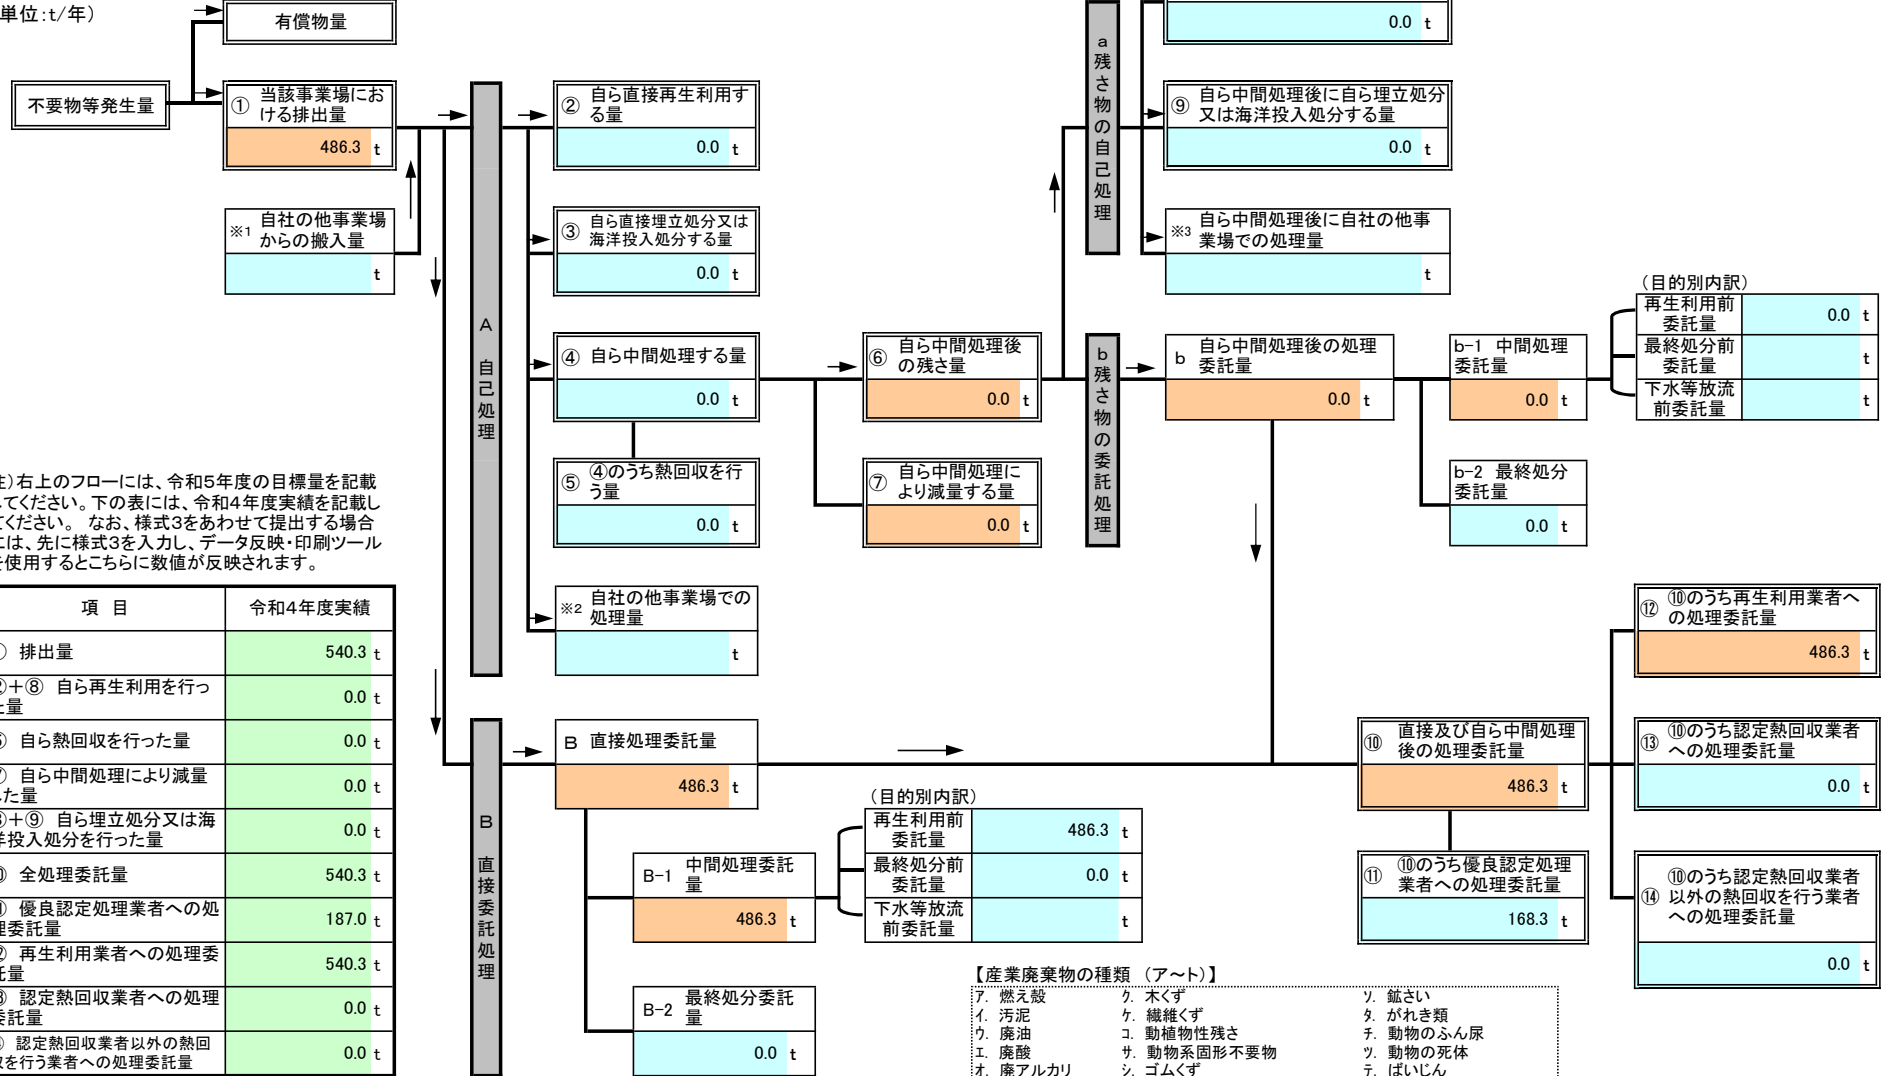 単位:t/年）
有償物量
不要物等発生量
① 当該事業場にお
ける排出量
486.3 t
※1 自社の他事業場
からの搬入量
t
A 自己処理
② 自ら直接再生利用す
る量
0.0 t
③ 自ら直接埋立処分又は
海洋投入処分する量
0.0 t
④ 自ら中間処理する量
0.0 t
⑤ ④のうち熱回収を行
う量
0.0 t
※2 自社の他事業場での
処理量
t
⑥ 自ら中間処理後
の残さ量
0.0 t
⑦ 自ら中間処理に
より減量する量
0.0 t
a 残さ物の自己処理
0.0 t
⑨ 自ら中間処理後に自ら埋立処分
又は海洋投入処分する量
0.0 t
※3 自ら中間処理後に自社の他事
業場での処理量
t
b 残さ物の委託処理
b 自ら中間処理後の処理
委託量
0.0 t
b-1 中間処理
委託量
0.0 t
b-2 最終処分
委託量
0.0 t
（目的別内訳）
再生利用前
委託量
0.0 t
最終処分前
委託量
t
下水等放流
前委託量
t
注）右上のフローには、令和5年度の目標量を記載
してください。下の表には、令和4年度実績を記載し
てください。 なお、様式3をあわせて提出する場合
には、先に様式3を入力し、データ反映・印刷ツール
を使用するとこちらに数値が反映されます。
項 目 令和4年度実績
排出量 540.3 t
＋⑧ 自ら再生利用を行っ
た量 0.0 t
自ら熱回収を行った量 0.0 t
自ら中間処理により減量
した量 0.0 t
＋⑨ 自ら埋立処分又は海
洋投入処分を行った量 0.0 t
全処理委託量 540.3 t
優良認定処理業者への処
理委託量 187.0 t
再生利用業者への処理委
託量 540.3 t
認定熱回収業者への処理
委託量 0.0 t
認定熱回収業者以外の熱回
収を行う業者への処理委託量 0.0 t
B 直接委託処理
B 直接処理委託量
486.3 t
B-1 中間処理委託
量
486.3 t
B-2 最終処分委託
量
0.0 t
（目的別内訳）
再生利用前
委託量
486.3 t
最終処分前
委託量
0.0 t
下水等放流
前委託量
t
⑩ 直接及び自ら中間処理
後の処理委託量
486.3 t
⑪ ⑩のうち優良認定処理
業者への処理委託量
168.3 t
⑫ ⑩のうち再生利用業者へ
の処理委託量
486.3 t
⑬ ⑩のうち認定熱回収業者
への処理委託量
0.0 t
⑭ ⑩のうち認定熱回収業者
以外の熱回収を行う業者
への処理委託量
0.0 t
【産業廃棄物の種類 （ア～ト）】
ア. 燃え殻 ク. 木くず ソ. 鉱さい
イ. 汚泥 ケ. 繊維くず タ. がれき類
ウ. 廃油 コ. 動植物性残さ チ. 動物のふん尿
エ. 廃酸 サ. 動物系固形不要物 ツ. 動物の死体
オ. 廃アルカリ シ. ゴムくず テ. ばいじん